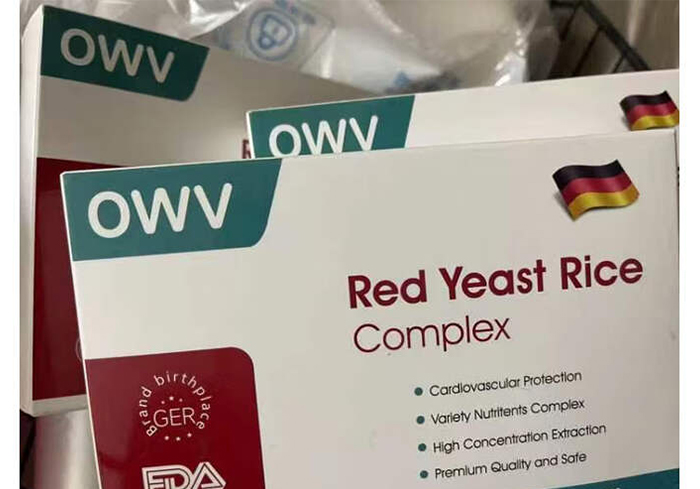 OWV
OWV
OWV
Red Yeast Rice
Complex
Cardiovascular Protection
Variety Nutritents Complex
High Concentration Extraction
Premium Quality and Safe
Brand birthplace
GER
FDA